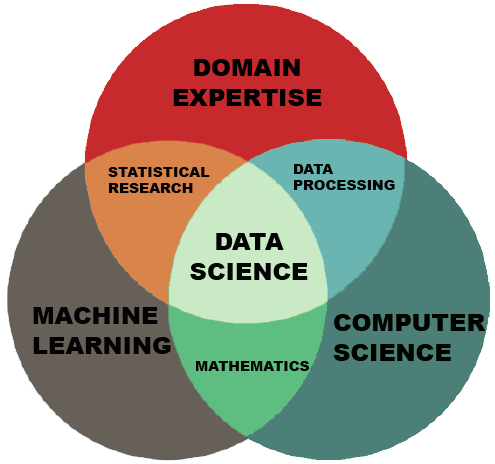 DOMAIN
EXPERTISE
STATISTICAL
RESEARCH
DATA
PROCESSING
DATA
SCIENCE
MACHINE
LEARNING
COMPUTER
SCIENCE
MATHEMATICS